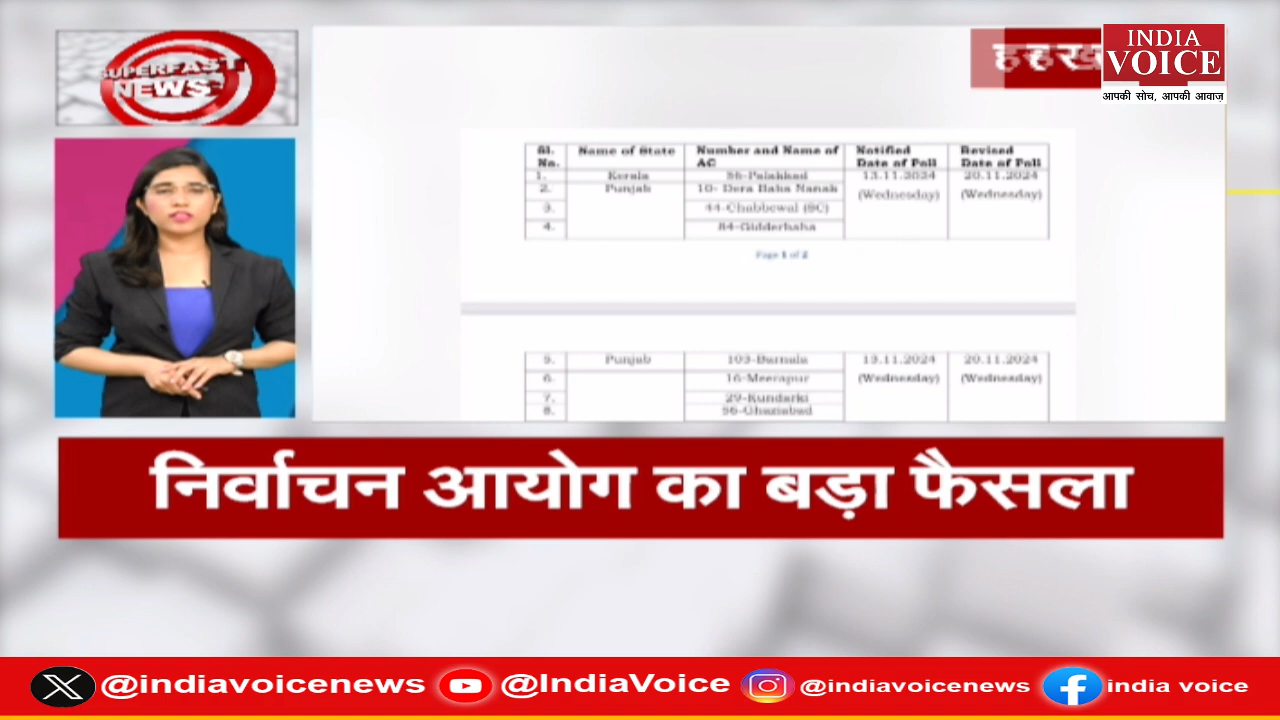 SUPERFAST
NEWS
INDIA
VOICE
आपकी सोच, आपकी आवाज़
Sl. No. Name of State Number and Name of AC Notified Date of Poll Revised Date of Poll
1. Kerala 56-Palakkad 13.11.2024 (Wednesday) 20.11.2024 (Wednesday)
2. Punjab 10- Dera Baba Nanak
3. 44-Chabbewal (SC)
4. 84-Gidderbaha
Page 1 of 2
5. Punjab 103-Barnala 13.11.2024 (Wednesday) 20.11.2024 (Wednesday)
6. 16-Meerapur
7. 29-Kundarki
8. 56-Ghaziabad
निर्वाचन आयोग का बड़ा फैसला
@indiavoicenews @IndiaVoice @indiavoicenews india voice